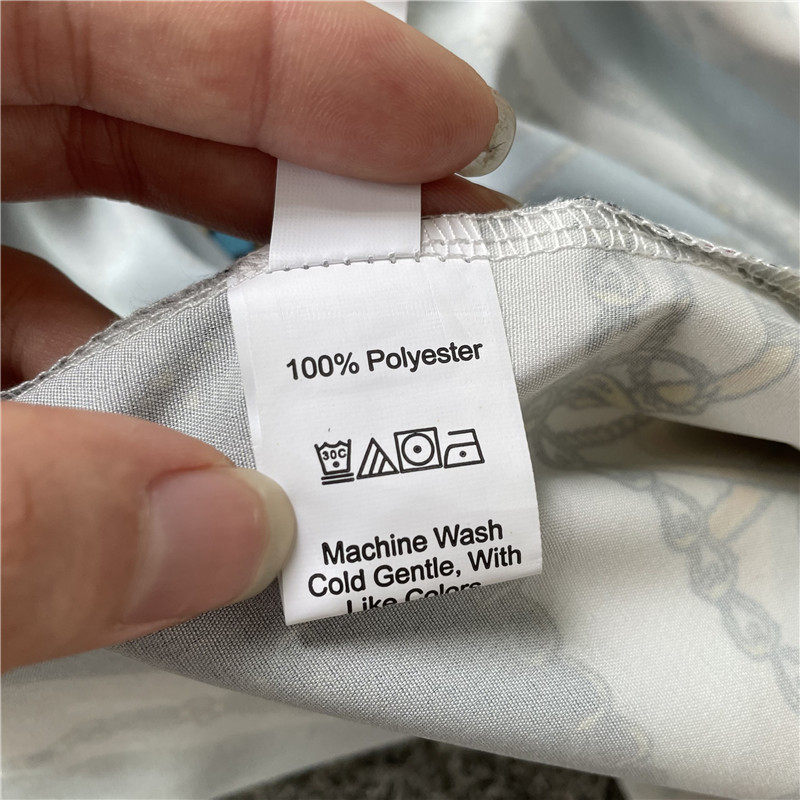 100% Polyester
30C
Machine Wash
Cold Gentle, With
Like Colors